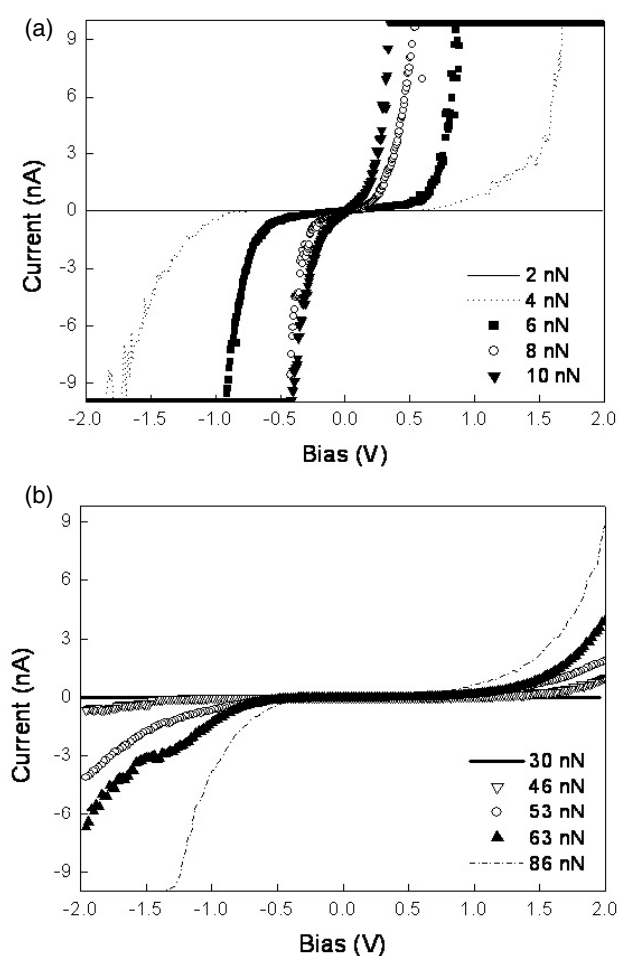 (a)
9
6
3
0
-3
-6
-9
Current (nA)
2 nN
4 nN
6 nN
8 nN
10 nN
-2.0 -1.5 -1.0 -0.5 0.0 0.5 1.0 1.5 2.0
Bias (V)
(b)
9
6
3
0
-3
-6
-9
Current (nA)
30 nN
46 nN
53 nN
63 nN
86 nN
-2.0 -1.5 -1.0 -0.5 0.0 0.5 1.0 1.5 2.0
Bias (V)